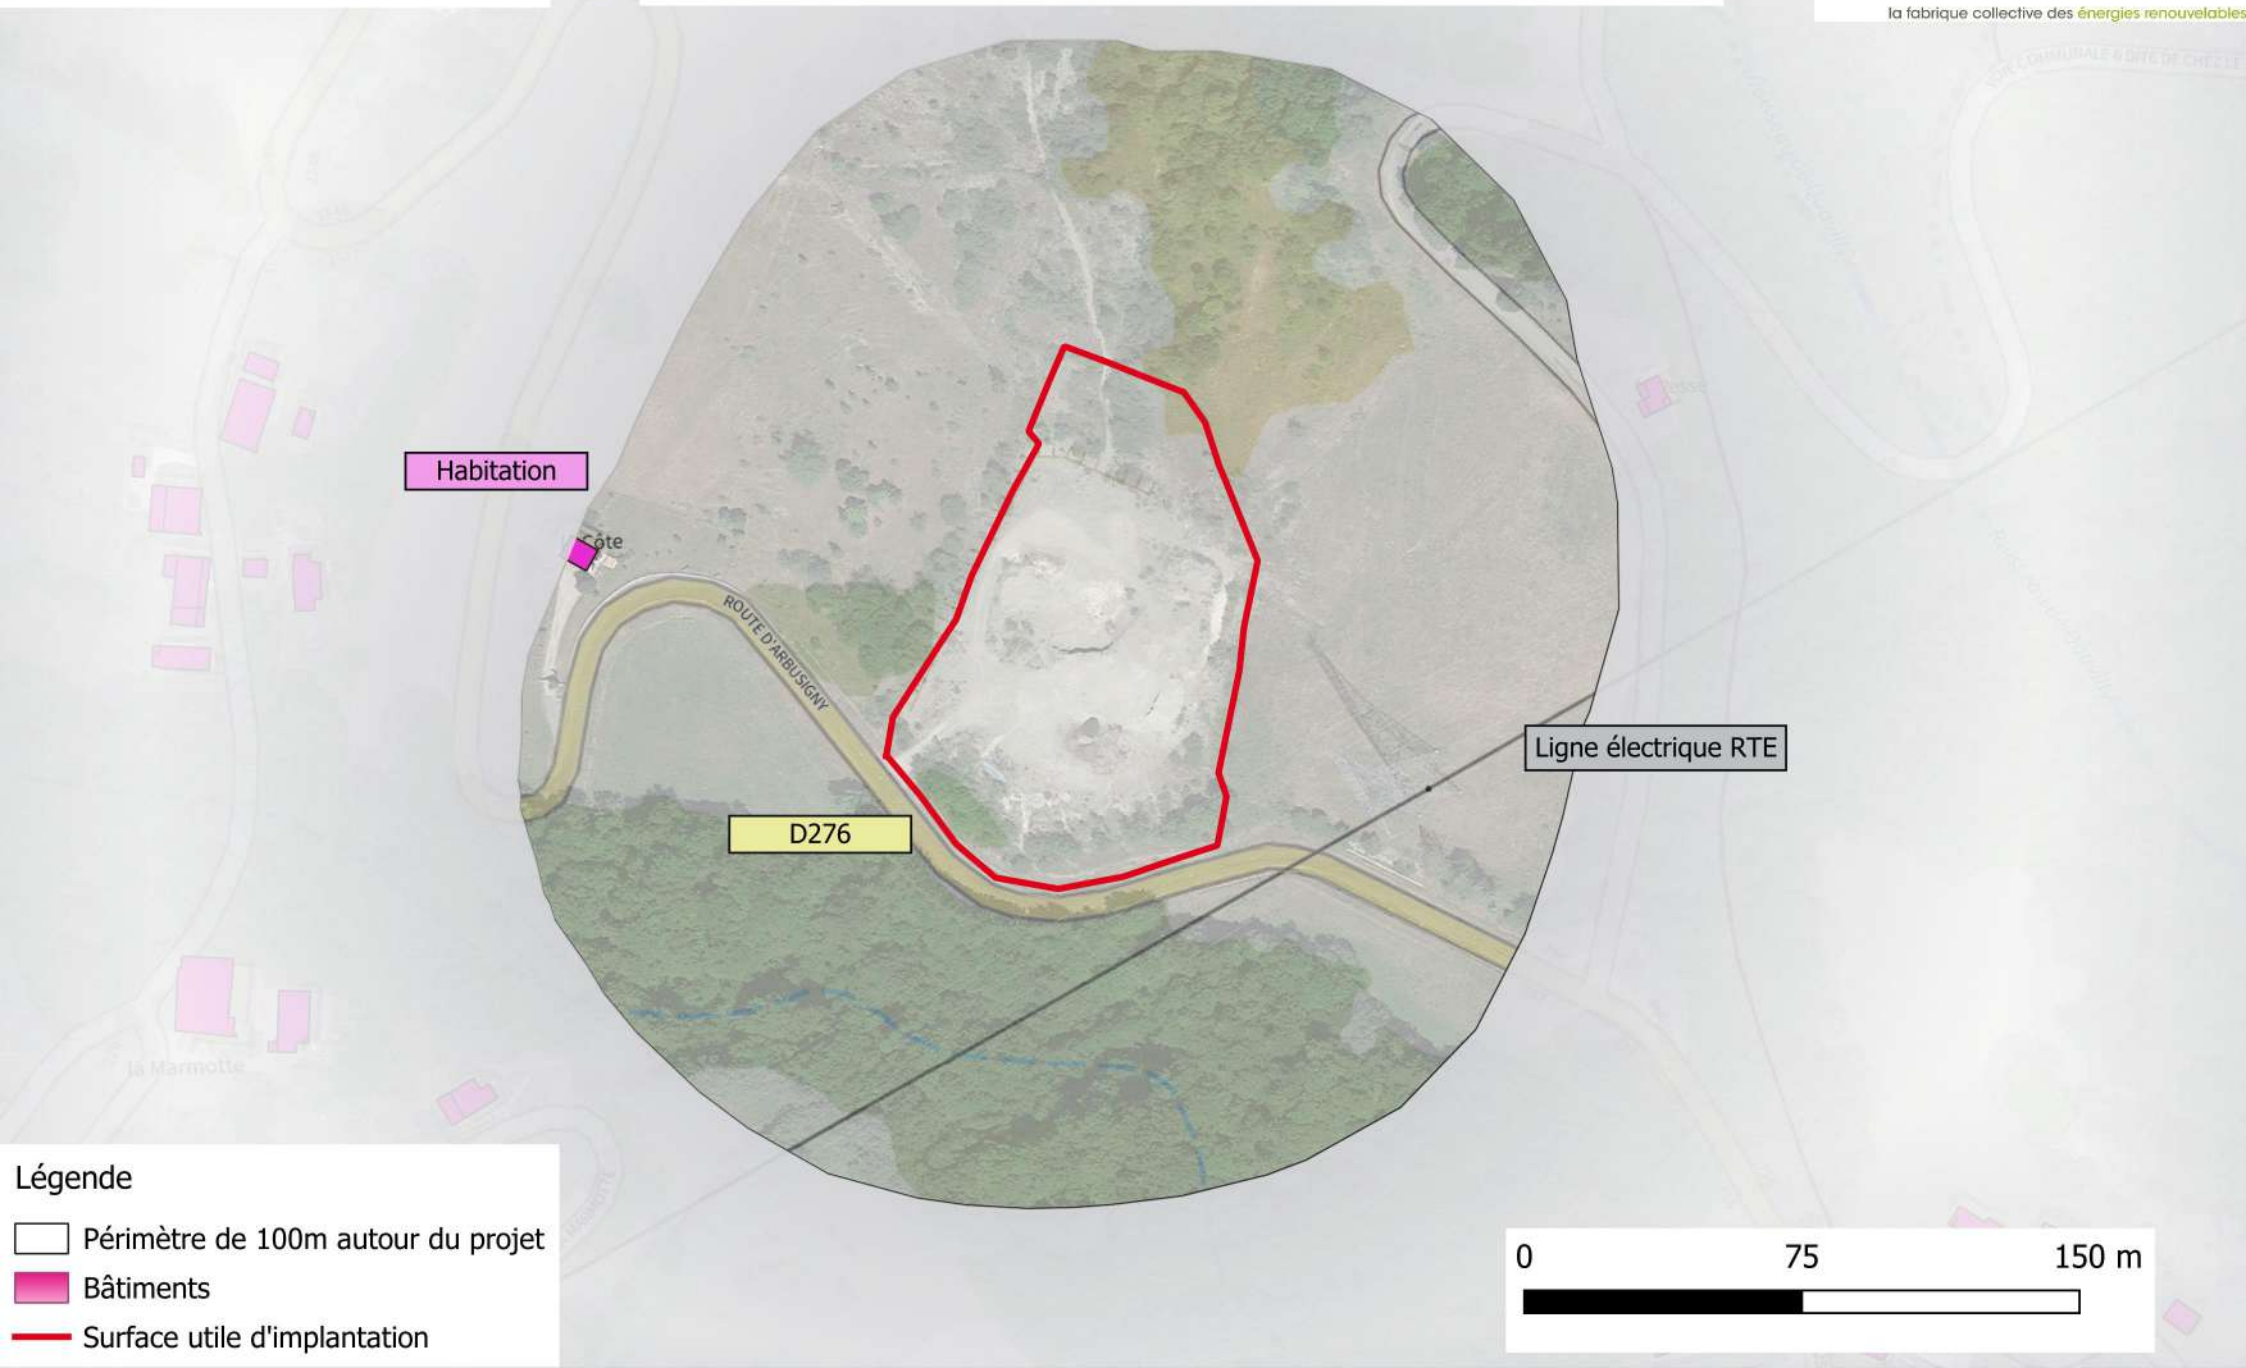 la fabrique collective des énergies renouvelables
Habitation
Côte
ROUTE D'ARBUSIGNY
Ligne électrique RTE
D276
la Marmotte
Légende
Périmètre de 100m autour du projet
Bâtiments
Surface utile d'implantation
0 75 150 m